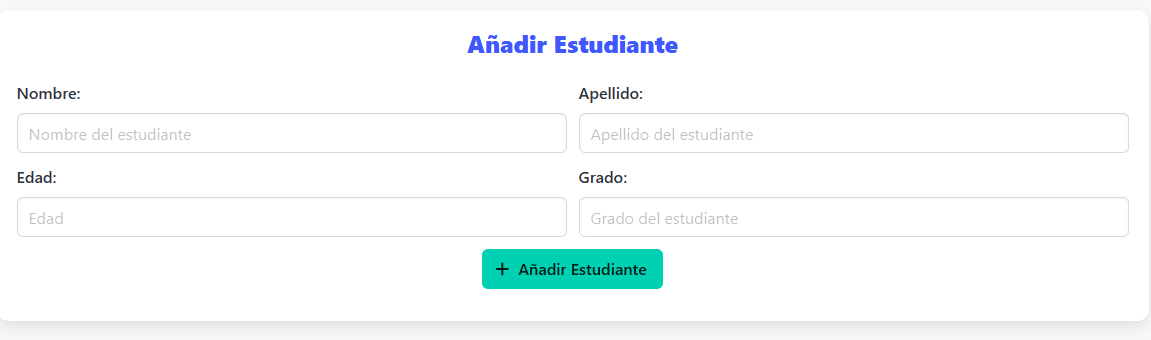 Añadir Estudiante
Nombre:
Apellido:
Nombre del estudiante
Apellido del estudiante
Edad:
Grado:
Edad
Grado del estudiante
+ Añadir Estudiante